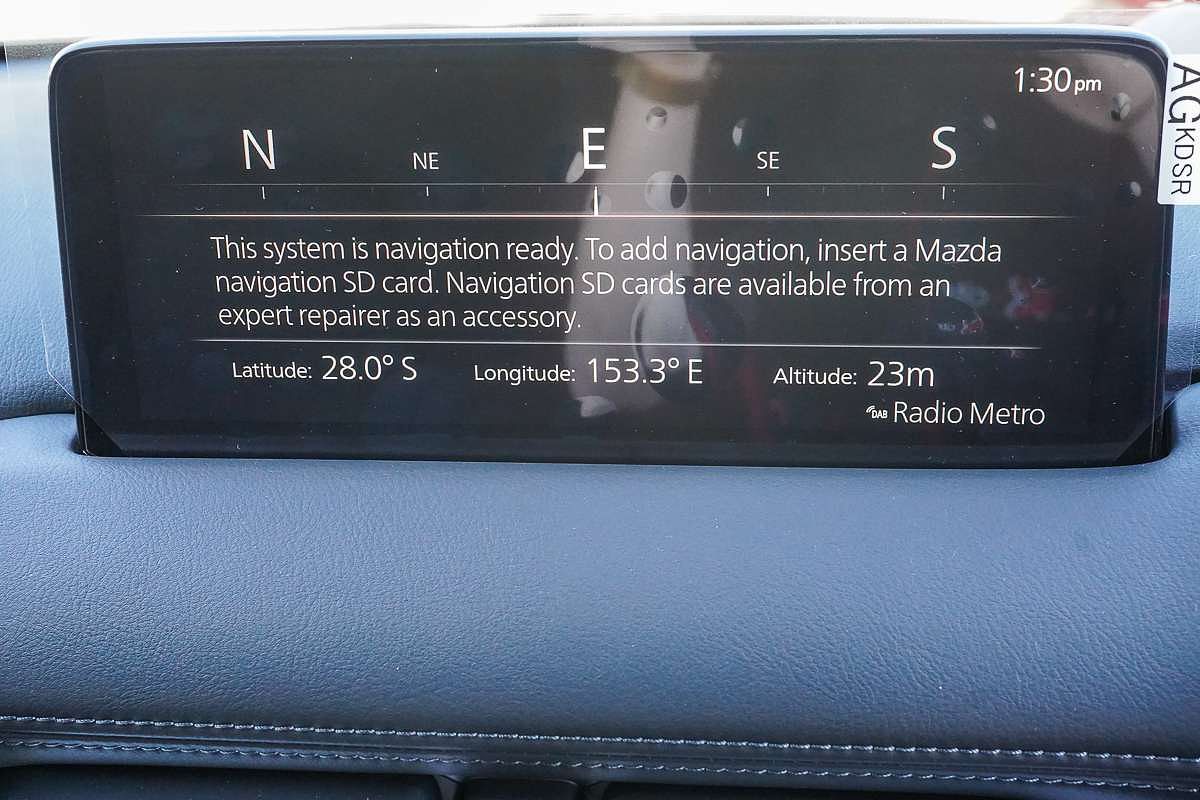 1:30pm
N NE E SE S
This system is navigation ready. To add navigation, insert a Mazda
navigation SD card. Navigation SD cards are available from an
expert repairer as an accessory.
Latitude: 28.0° S Longitude: 153.3° E Altitude: 23m
DAB Radio Metro
AG
KDSR